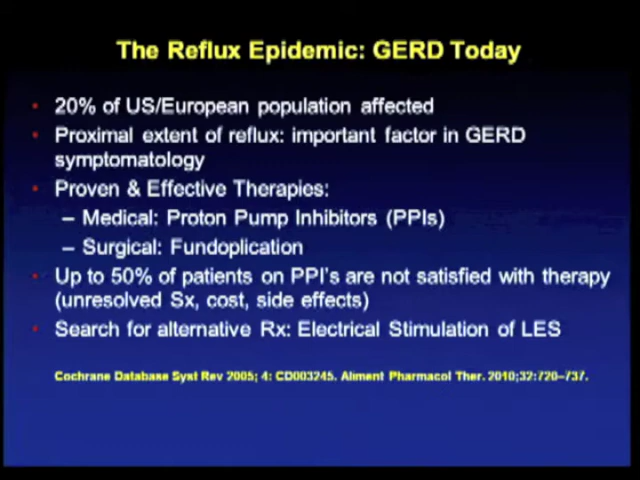 The Reflux Epidemic: GERD Today
• 20% of US/European population affected
• Proximal extent of reflux: important factor in GERD
symptomatology
• Proven & Effective Therapies:
– Medical: Proton Pump Inhibitors (PPIs)
– Surgical: Fundoplication
• Up to 50% of patients on PPI's are not satisfied with therapy
(unresolved Sx, cost, side effects)
• Search for alternative Rx: Electrical Stimulation of LES
Cochrane Database Syst Rev 2005; 4: CD003245. Aliment Pharmacol Ther. 2010;32:720–737.